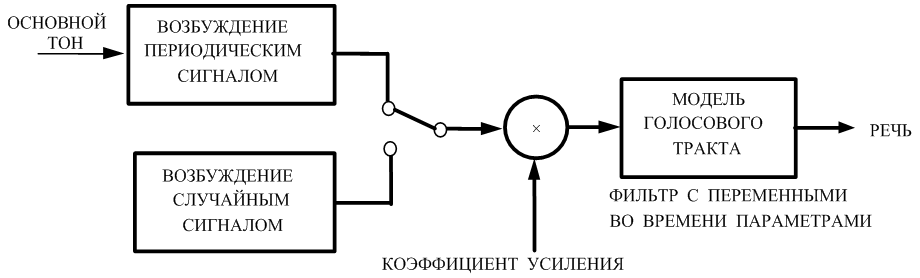 ОСНОВНОЙ
ТОН
ВОЗБУЖДЕНИЕ
ПЕРИОДИЧЕСКИМ
СИГНАЛОМ
ВОЗБУЖДЕНИЕ
СЛУЧАЙНЫМ
СИГНАЛОМ
×
КОЭФФИЦИЕНТ УСИЛЕНИЯ
МОДЕЛЬ
ГОЛОСОВОГО
ТРАКТА
РЕЧЬ
ФИЛЬТР С ПЕРЕМЕННЫМИ
ВО ВРЕМЕНИ ПАРАМЕТРАМИ